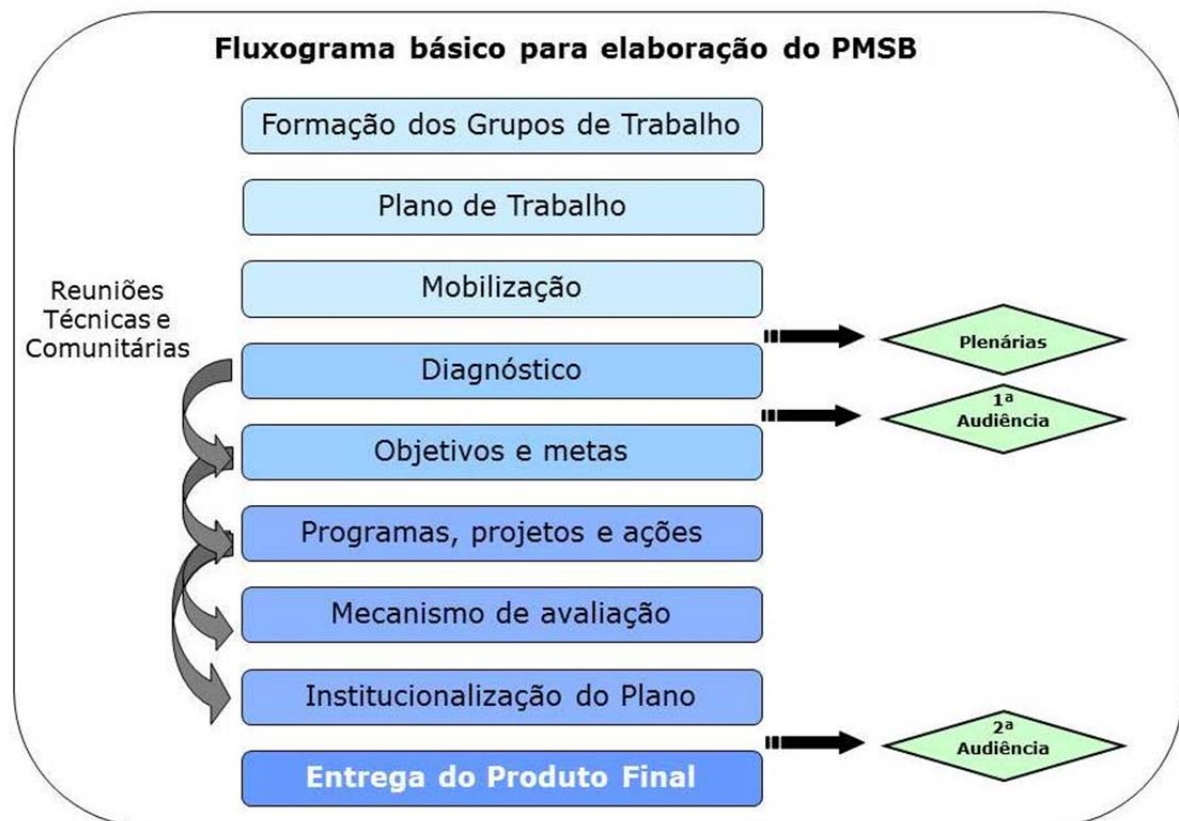 Fluxograma básico para elaboração do PMSB
Formação dos Grupos de Trabalho
Plano de Trabalho
Mobilização
Reuniões
Técnicas e
Comunitárias
Plenárias
Diagnóstico
1ª
Audiência
Objetivos e metas
Programas, projetos e ações
Mecanismo de avaliação
Institucionalização do Plano
2ª
Audiência
Entrega do Produto Final